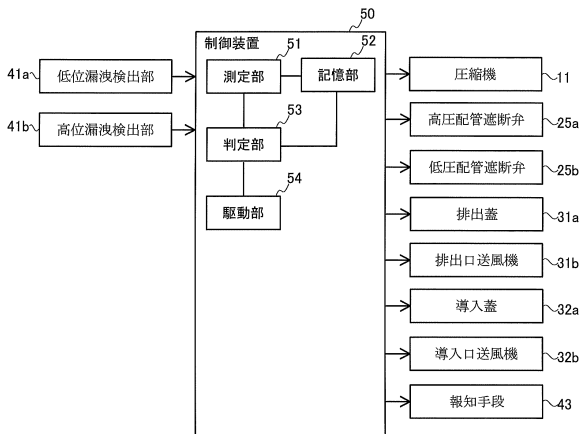 50
制御装置
51
52
41a
低位漏洩検出部
測定部
記憶部
圧縮機
11
41b
高位漏洩検出部
53
判定部
高圧配管遮断弁
25a
低圧配管遮断弁
25b
54
駆動部
排出蓋
31a
排出口送風機
31b
導入蓋
32a
導入口送風機
32b
報知手段
43